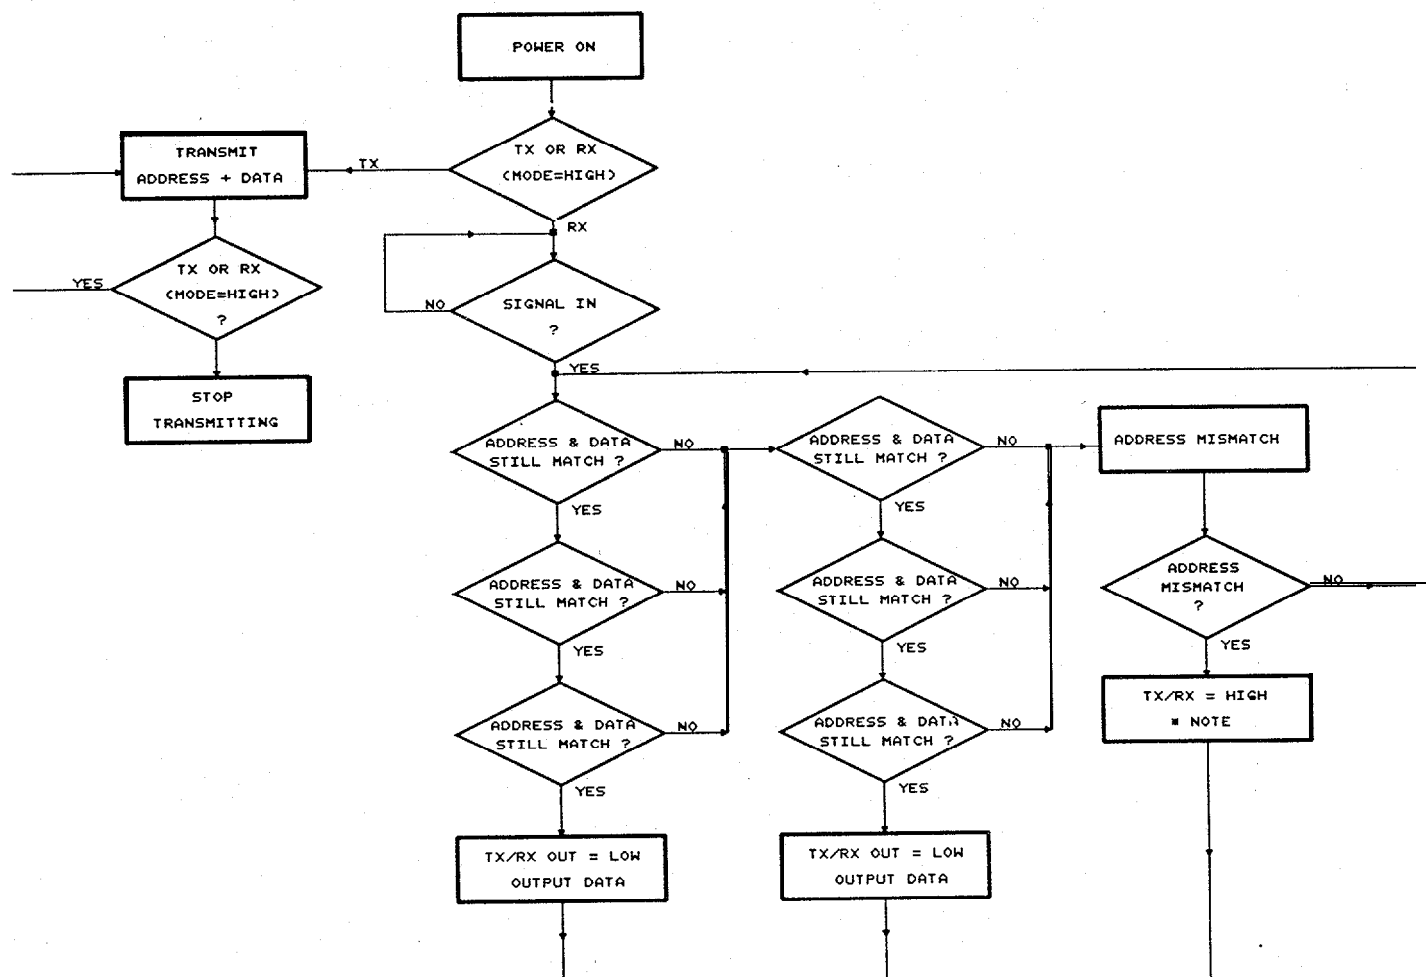 POWER ON
TX OR RX
(MODE=HIGH)
TX
TRANSMIT
ADDRESS + DATA
RX
TX OR RX
(MODE=HIGH)
?
YES
SIGNAL IN
?
NO
YES
STOP
TRANSMITTING
ADDRESS & DATA
STILL MATCH ?
NO
YES
ADDRESS & DATA
STILL MATCH ?
NO
YES
ADDRESS & DATA
STILL MATCH ?
NO
YES
TX/RX OUT = LOW
OUTPUT DATA
ADDRESS & DATA
STILL MATCH ?
NO
YES
ADDRESS & DATA
STILL MATCH ?
NO
YES
ADDRESS & DATA
STILL MATCH ?
NO
YES
TX/RX OUT = LOW
OUTPUT DATA
ADDRESS MISMATCH
ADDRESS
MISMATCH
?
NO
YES
TX/RX = HIGH
* NOTE